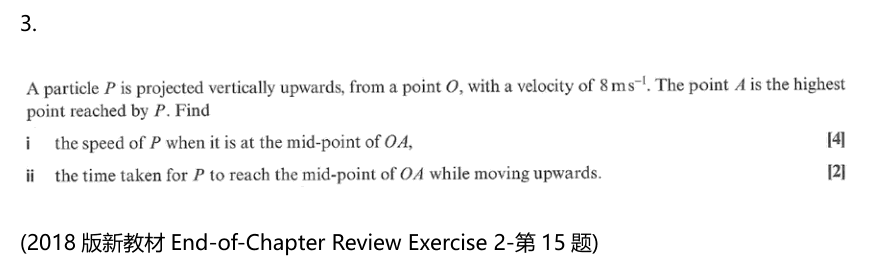 3.
A particle P is projected vertically upwards, from a point O, with a velocity of 8 m s⁻¹. The point A is the highest
point reached by P. Find
i the speed of P when it is at the mid-point of OA, [4]
ii the time taken for P to reach the mid-point of OA while moving upwards. [2]
(2018 版新教材 End-of-Chapter Review Exercise 2-第 15 题)